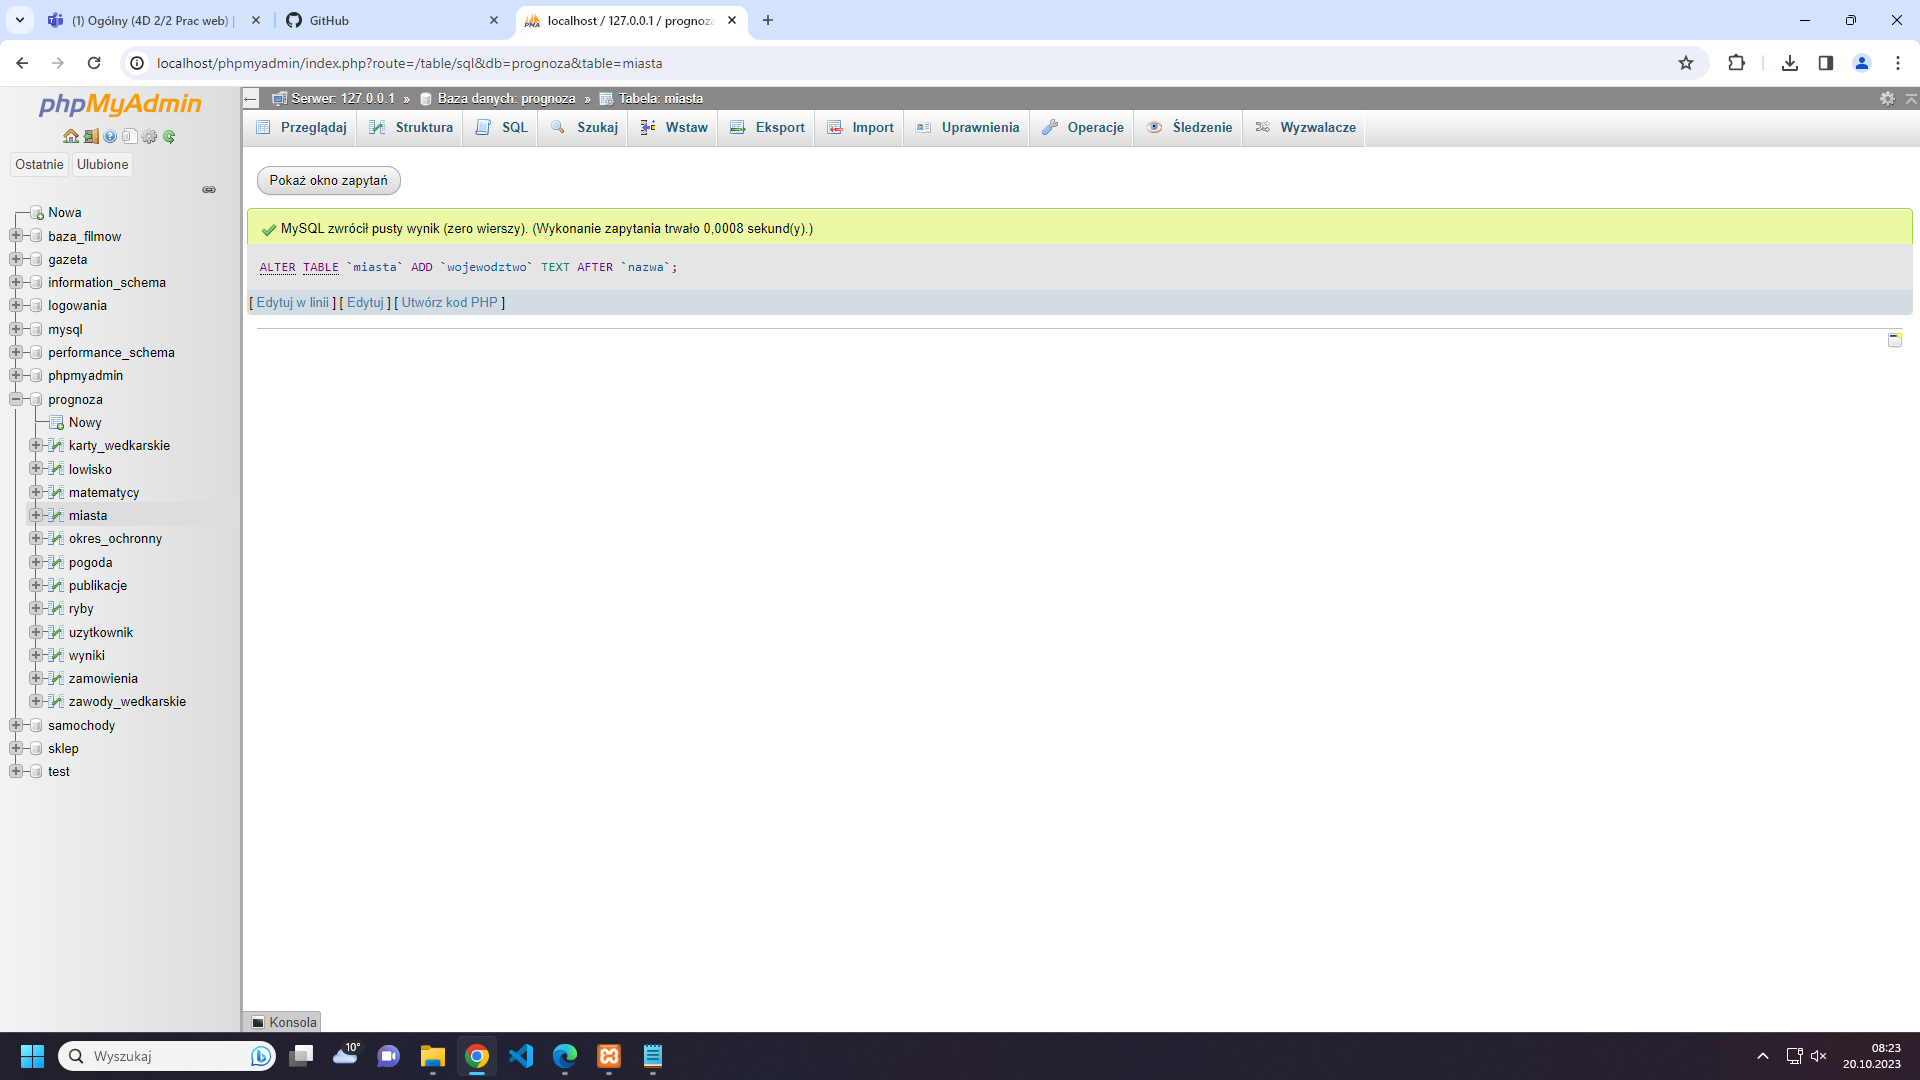 (1) Ogólny (4D 2/2 Prac web) |
GitHub
localhost / 127.0.0.1 / prognoza
localhost/phpmyadmin/index.php?route=/table/sql&db=prognoza&table=miasta
phpMyAdmin
Ostatnie
Ulubione
Nowa
baza_filmow
gazeta
information_schema
logowania
mysql
performance_schema
phpmyadmin
prognoza
Nowy
karty_wedkarskie
lowisko
matematycy
miasta
okres_ochronny
pogoda
publikacje
ryby
uzytkownik
wyniki
zamowienia
zawody_wedkarskie
samochody
sklep
test
Serwer: 127.0.0.1 » Baza danych: prognoza » Tabela: miasta
Przeglądaj
Struktura
SQL
Szukaj
Wstaw
Eksport
Import
Uprawnienia
Operacje
Śledzenie
Wyzwalacze
Pokaż okno zapytań
MySQL zwrócił pusty wynik (zero wierszy). (Wykonanie zapytania trwało 0,0008 sekund(y).)
ALTER TABLE `miasta` ADD `wojewodztwo` TEXT AFTER `nazwa`;
[ Edytuj w linii ] [ Edytuj ] [ Utwórz kod PHP ]
Konsola
Wyszukaj
10°
08:23
20.10.2023